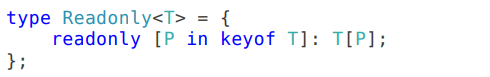 type Readonly<T> = {
    readonly [P in keyof T]: T[P];
};